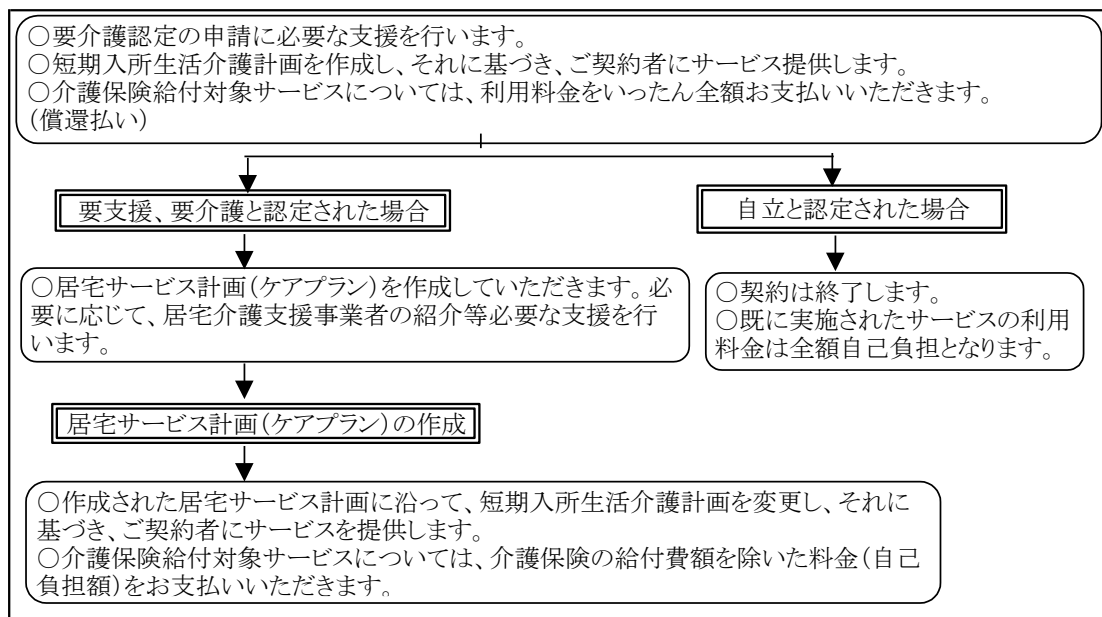 ○要介護認定の申請に必要な支援を行います。
○短期入所生活介護計画を作成し、それに基づき、ご契約者にサービス提供します。
○介護保険給付対象サービスについては、利用料金をいったん全額お支払いいただきます。
(償還払い)
要支援、要介護と認定された場合
自立と認定された場合
○居宅サービス計画(ケアプラン)を作成していただきます。必
要に応じて、居宅介護支援事業者の紹介等必要な支援を行
います。
○契約は終了します。
○既に実施されたサービスの利用
料金は全額自己負担となります。
居宅サービス計画(ケアプラン)の作成
○作成された居宅サービス計画に沿って、短期入所生活介護計画を変更し、それに
基づき、ご契約者にサービスを提供します。
○介護保険給付対象サービスについては、介護保険の給付費額を除いた料金(自己
負担額)をお支払いいただきます。